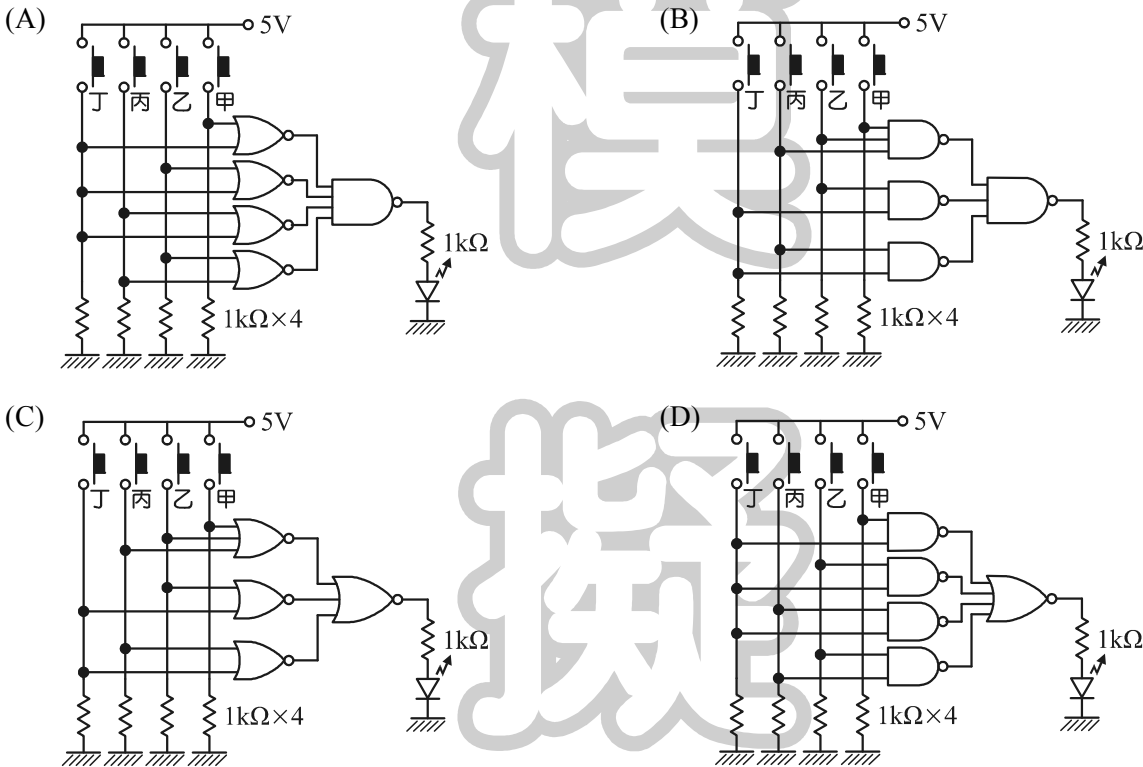 (A)
5V
丁 丙 乙 甲
1kΩ
1kΩ×4
(B)
5V
丁 丙 乙 甲
1kΩ
1kΩ×4
(C)
5V
丁 丙 乙 甲
1kΩ
1kΩ×4
(D)
5V
丁 丙 乙 甲
1kΩ
1kΩ×4
模
擬